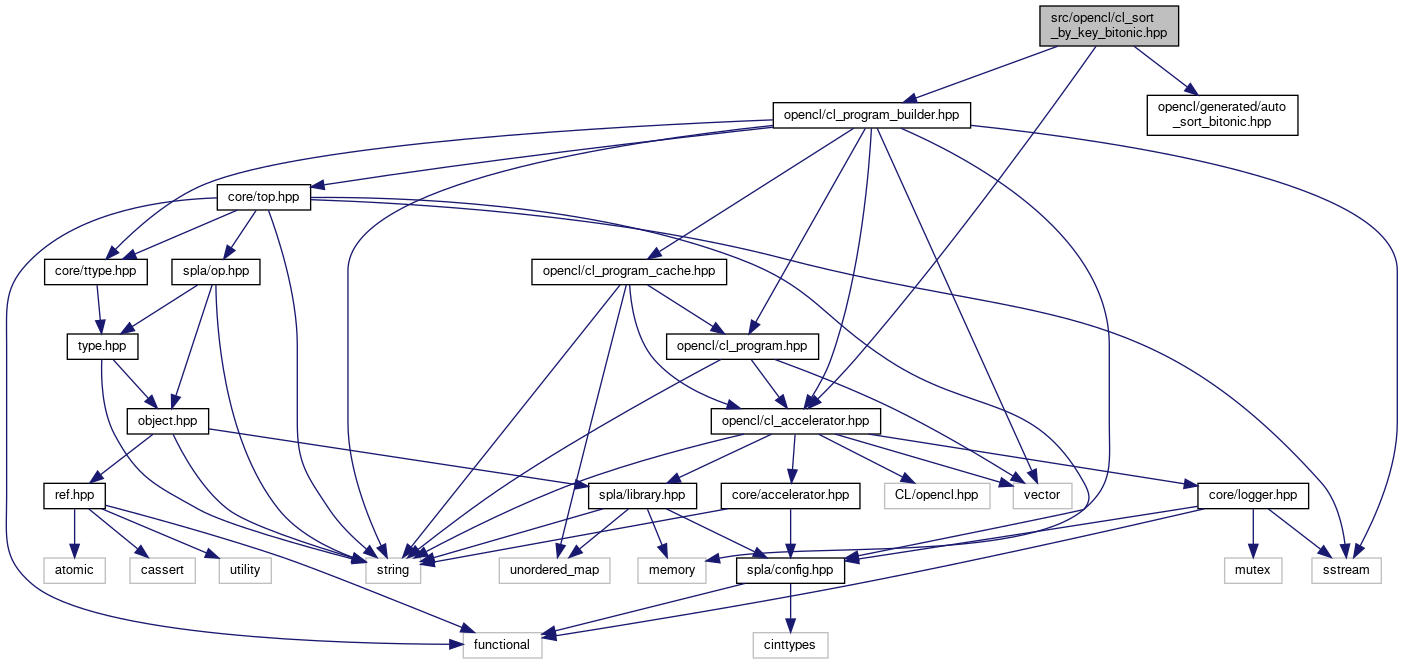 src/opencl/cl_sort
_by_key_bitonic.hpp
opencl/cl_program_builder.hpp
opencl/generated/auto
_sort_bitonic.hpp
core/top.hpp
core/ttype.hpp
spla/op.hpp
opencl/cl_program_cache.hpp
type.hpp
opencl/cl_program.hpp
object.hpp
opencl/cl_accelerator.hpp
ref.hpp
spla/library.hpp
core/accelerator.hpp
CL/opencl.hpp
vector
core/logger.hpp
atomic
cassert
utility
string
unordered_map
memory
spla/config.hpp
mutex
sstream
functional
cinttypes